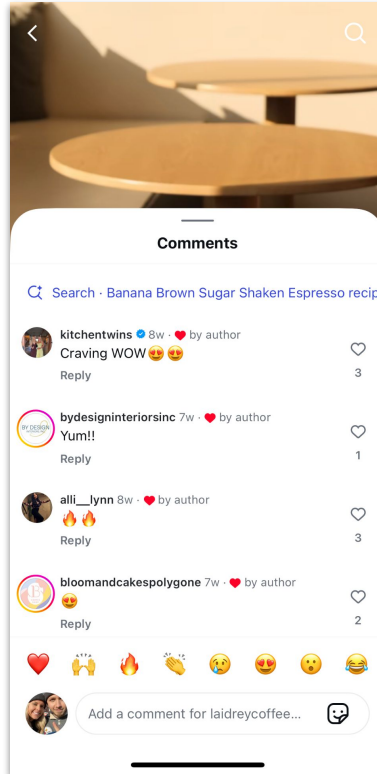 Comments
Search · Banana Brown Sugar Shaken Espresso recip
kitchentwins 8w · ❤️ by author
Craving WOW😍😍
3
Reply
bydesigninteriorsinc 7w · ❤️ by author
BY DESIGN
Yum!!
1
Reply
alli__lynn 8w · ❤️ by author
🔥🔥
3
Reply
bloomandcakespolygone 7w · ❤️ by author
😍
2
Reply
❤️ 🙌 🔥 👏 😢 😍 😮 😂
Add a comment for laidreycoffee...